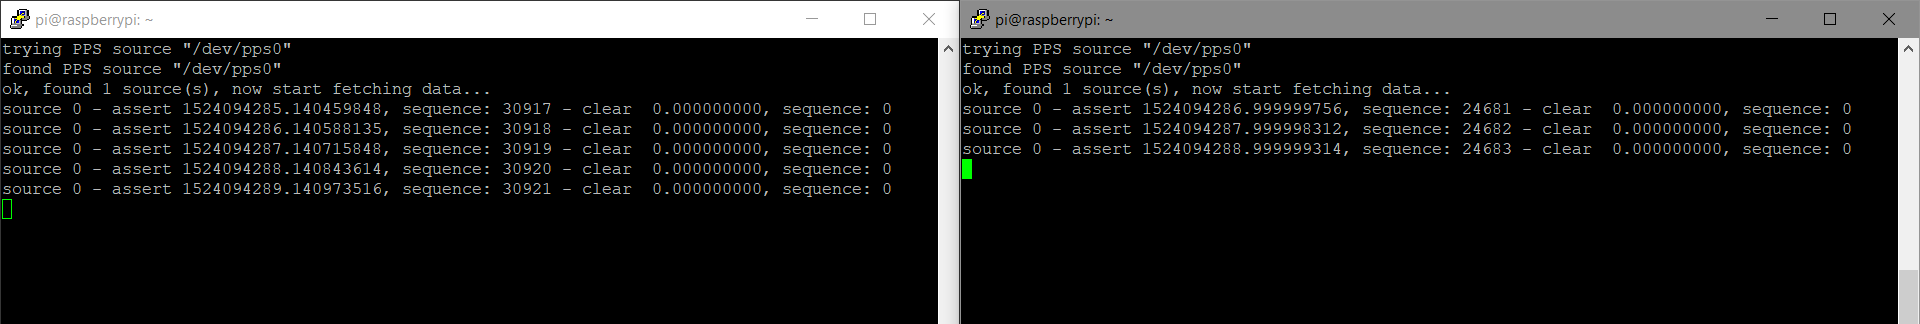 pi@raspberrypi: ~
trying PPS source "/dev/pps0"
found PPS source "/dev/pps0"
ok, found 1 source(s), now start fetching data...
source 0 - assert 1524094285.140459848, sequence: 30917 - clear  0.000000000, sequence: 0
source 0 - assert 1524094286.140588135, sequence: 30918 - clear  0.000000000, sequence: 0
source 0 - assert 1524094287.140715848, sequence: 30919 - clear  0.000000000, sequence: 0
source 0 - assert 1524094288.140843614, sequence: 30920 - clear  0.000000000, sequence: 0
source 0 - assert 1524094289.140973516, sequence: 30921 - clear  0.000000000, sequence: 0
pi@raspberrypi: ~
trying PPS source "/dev/pps0"
found PPS source "/dev/pps0"
ok, found 1 source(s), now start fetching data...
source 0 - assert 1524094286.999999756, sequence: 24681 - clear  0.000000000, sequence: 0
source 0 - assert 1524094287.999998312, sequence: 24682 - clear  0.000000000, sequence: 0
source 0 - assert 1524094288.999999314, sequence: 24683 - clear  0.000000000, sequence: 0